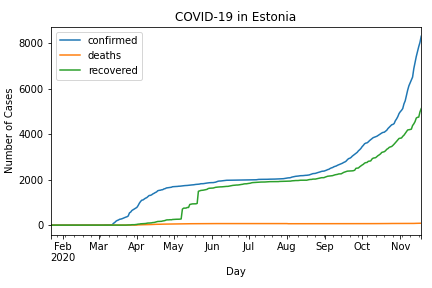 COVID-19 in Estonia
confirmed
deaths
recovered
Number of Cases
8000
6000
4000
2000
0
Feb Mar Apr May Jun Jul Aug Sep Oct Nov
2020
Day